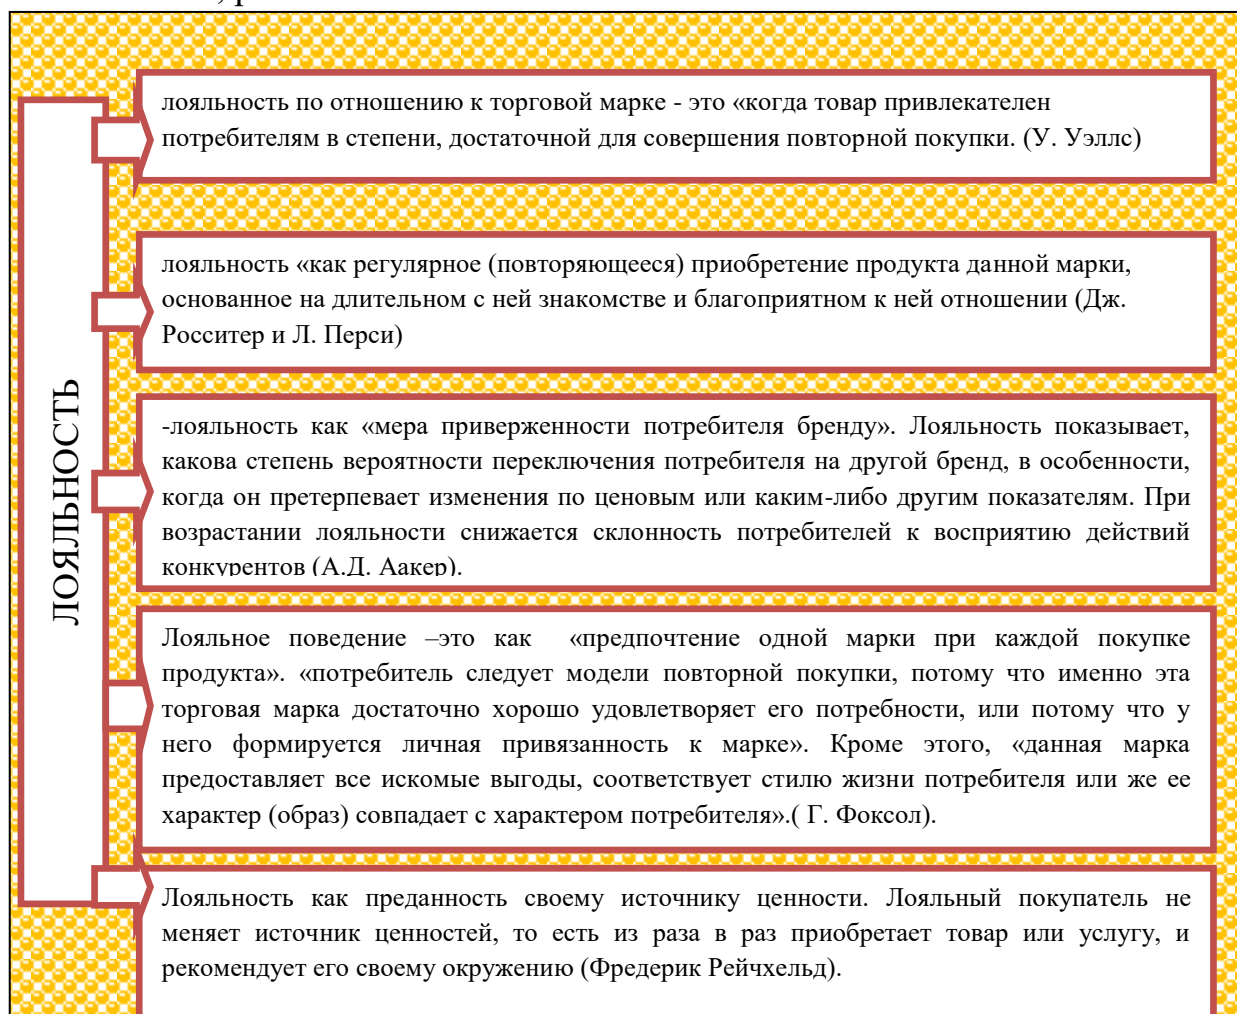 ЛОЯЛЬНОСТЬ
лояльность по отношению к торговой марке - это «когда товар привлекателен
потребителям в степени, достаточной для совершения повторной покупки. (У. Уэллс)
лояльность «как регулярное (повторяющееся) приобретение продукта данной марки,
основанное на длительном с ней знакомстве и благоприятном к ней отношении (Дж.
Росситер и Л. Перси)
-лояльность как «мера приверженности потребителя бренду». Лояльность показывает,
какова степень вероятности переключения потребителя на другой бренд, в особенности,
когда он претерпевает изменения по ценовым или каким-либо другим показателям. При
возрастании лояльности снижается склонность потребителей к восприятию действий
конкурентов (А.Д. Аакер).
Лояльное поведение –это как «предпочтение одной марки при каждой покупке
продукта». «потребитель следует модели повторной покупки, потому что именно эта
торговая марка достаточно хорошо удовлетворяет его потребности, или потому что у
него формируется личная привязанность к марке». Кроме этого, «данная марка
предоставляет все искомые выгоды, соответствует стилю жизни потребителя или же ее
характер (образ) совпадает с характером потребителя».( Г. Фоксол).
Лояльность как преданность своему источнику ценности. Лояльный покупатель не
меняет источник ценностей, то есть из раза в раз приобретает товар или услугу, и
рекомендует его своему окружению (Фредерик Рейчхельд).